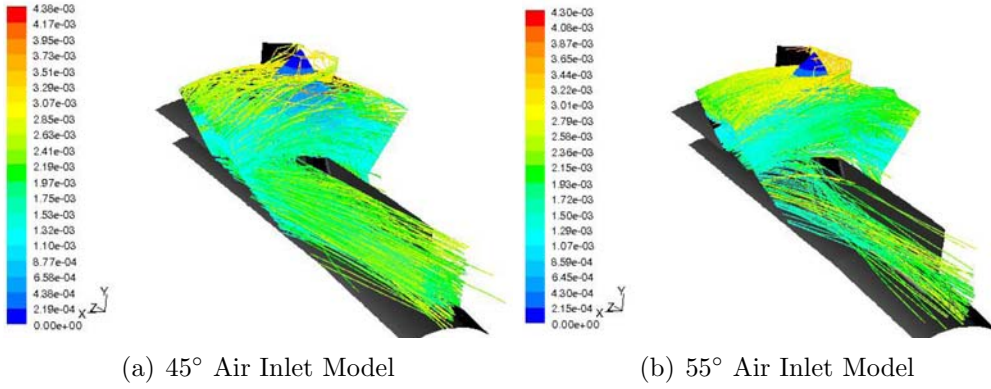 4.38e-03
4.17e-03
3.95e-03
3.73e-03
3.51e-03
3.29e-03
3.07e-03
2.85e-03
2.63e-03
2.41e-03
2.19e-03
1.97e-03
1.75e-03
1.53e-03
1.32e-03
1.10e-03
8.77e-04
6.58e-04
4.38e-04
2.19e-04
0.00e+00
Y
X Z
(a) 45° Air Inlet Model
4.30e-03
4.08e-03
3.87e-03
3.65e-03
3.44e-03
3.22e-03
3.01e-03
2.79e-03
2.58e-03
2.36e-03
2.15e-03
1.93e-03
1.72e-03
1.50e-03
1.29e-03
1.07e-03
8.59e-04
6.45e-04
4.30e-04
2.15e-04
0.00e+00
Y
X Z
(b) 55° Air Inlet Model